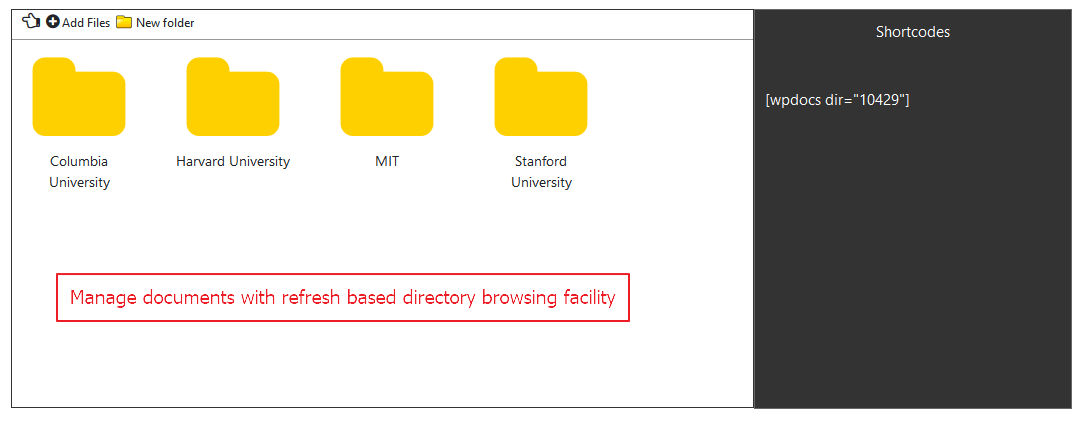 Add Files New folder
Shortcodes
[wpdocs dir="10429"]
Columbia
University
Harvard University
MIT
Stanford
University
Manage documents with refresh based directory browsing facility